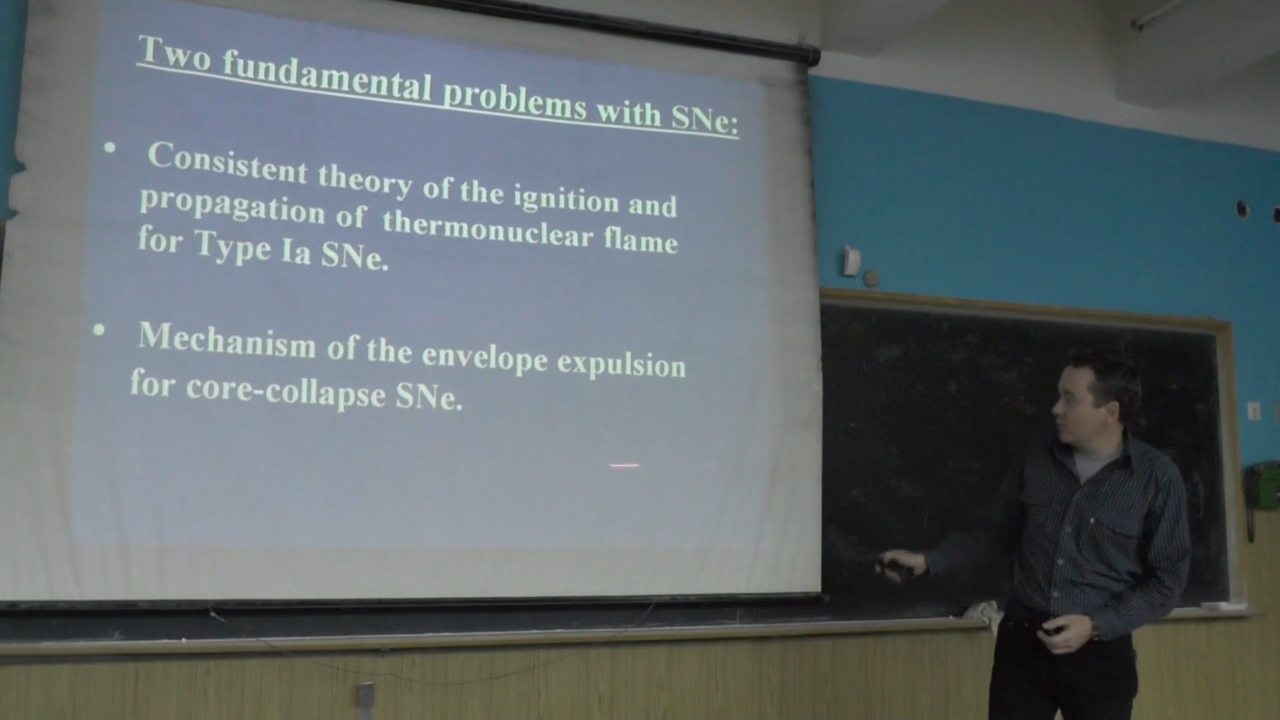 Two fundamental problems with SNe:
• Consistent theory of the ignition and
propagation of thermonuclear flame
for Type Ia SNe.
• Mechanism of the envelope expulsion
for core-collapse SNe.